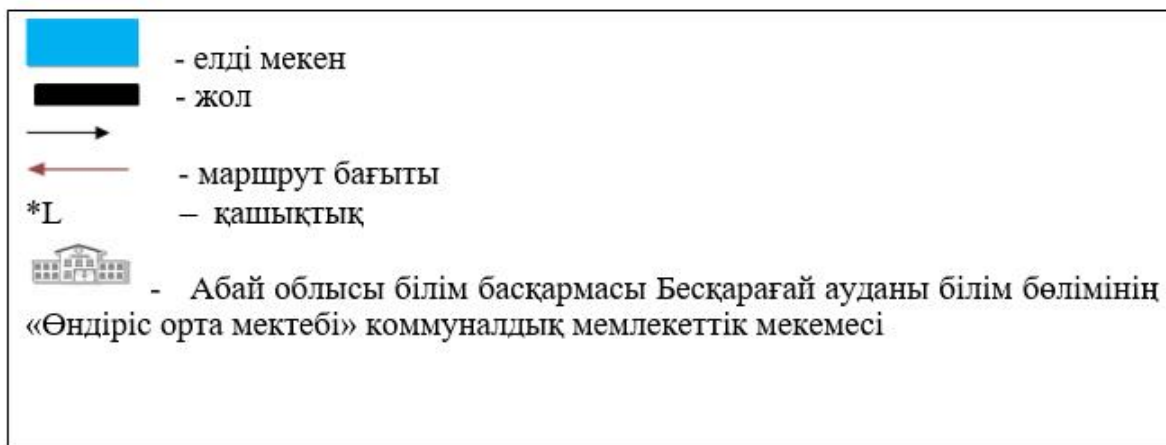 - елді мекен
- жол
- маршрут бағыты
*L – қашықтық
- Абай облысы білім басқармасы Бесқарағай ауданы білім бөлімінің
«Өндіріс орта мектебі» коммуналдық мемлекеттік мекемесі